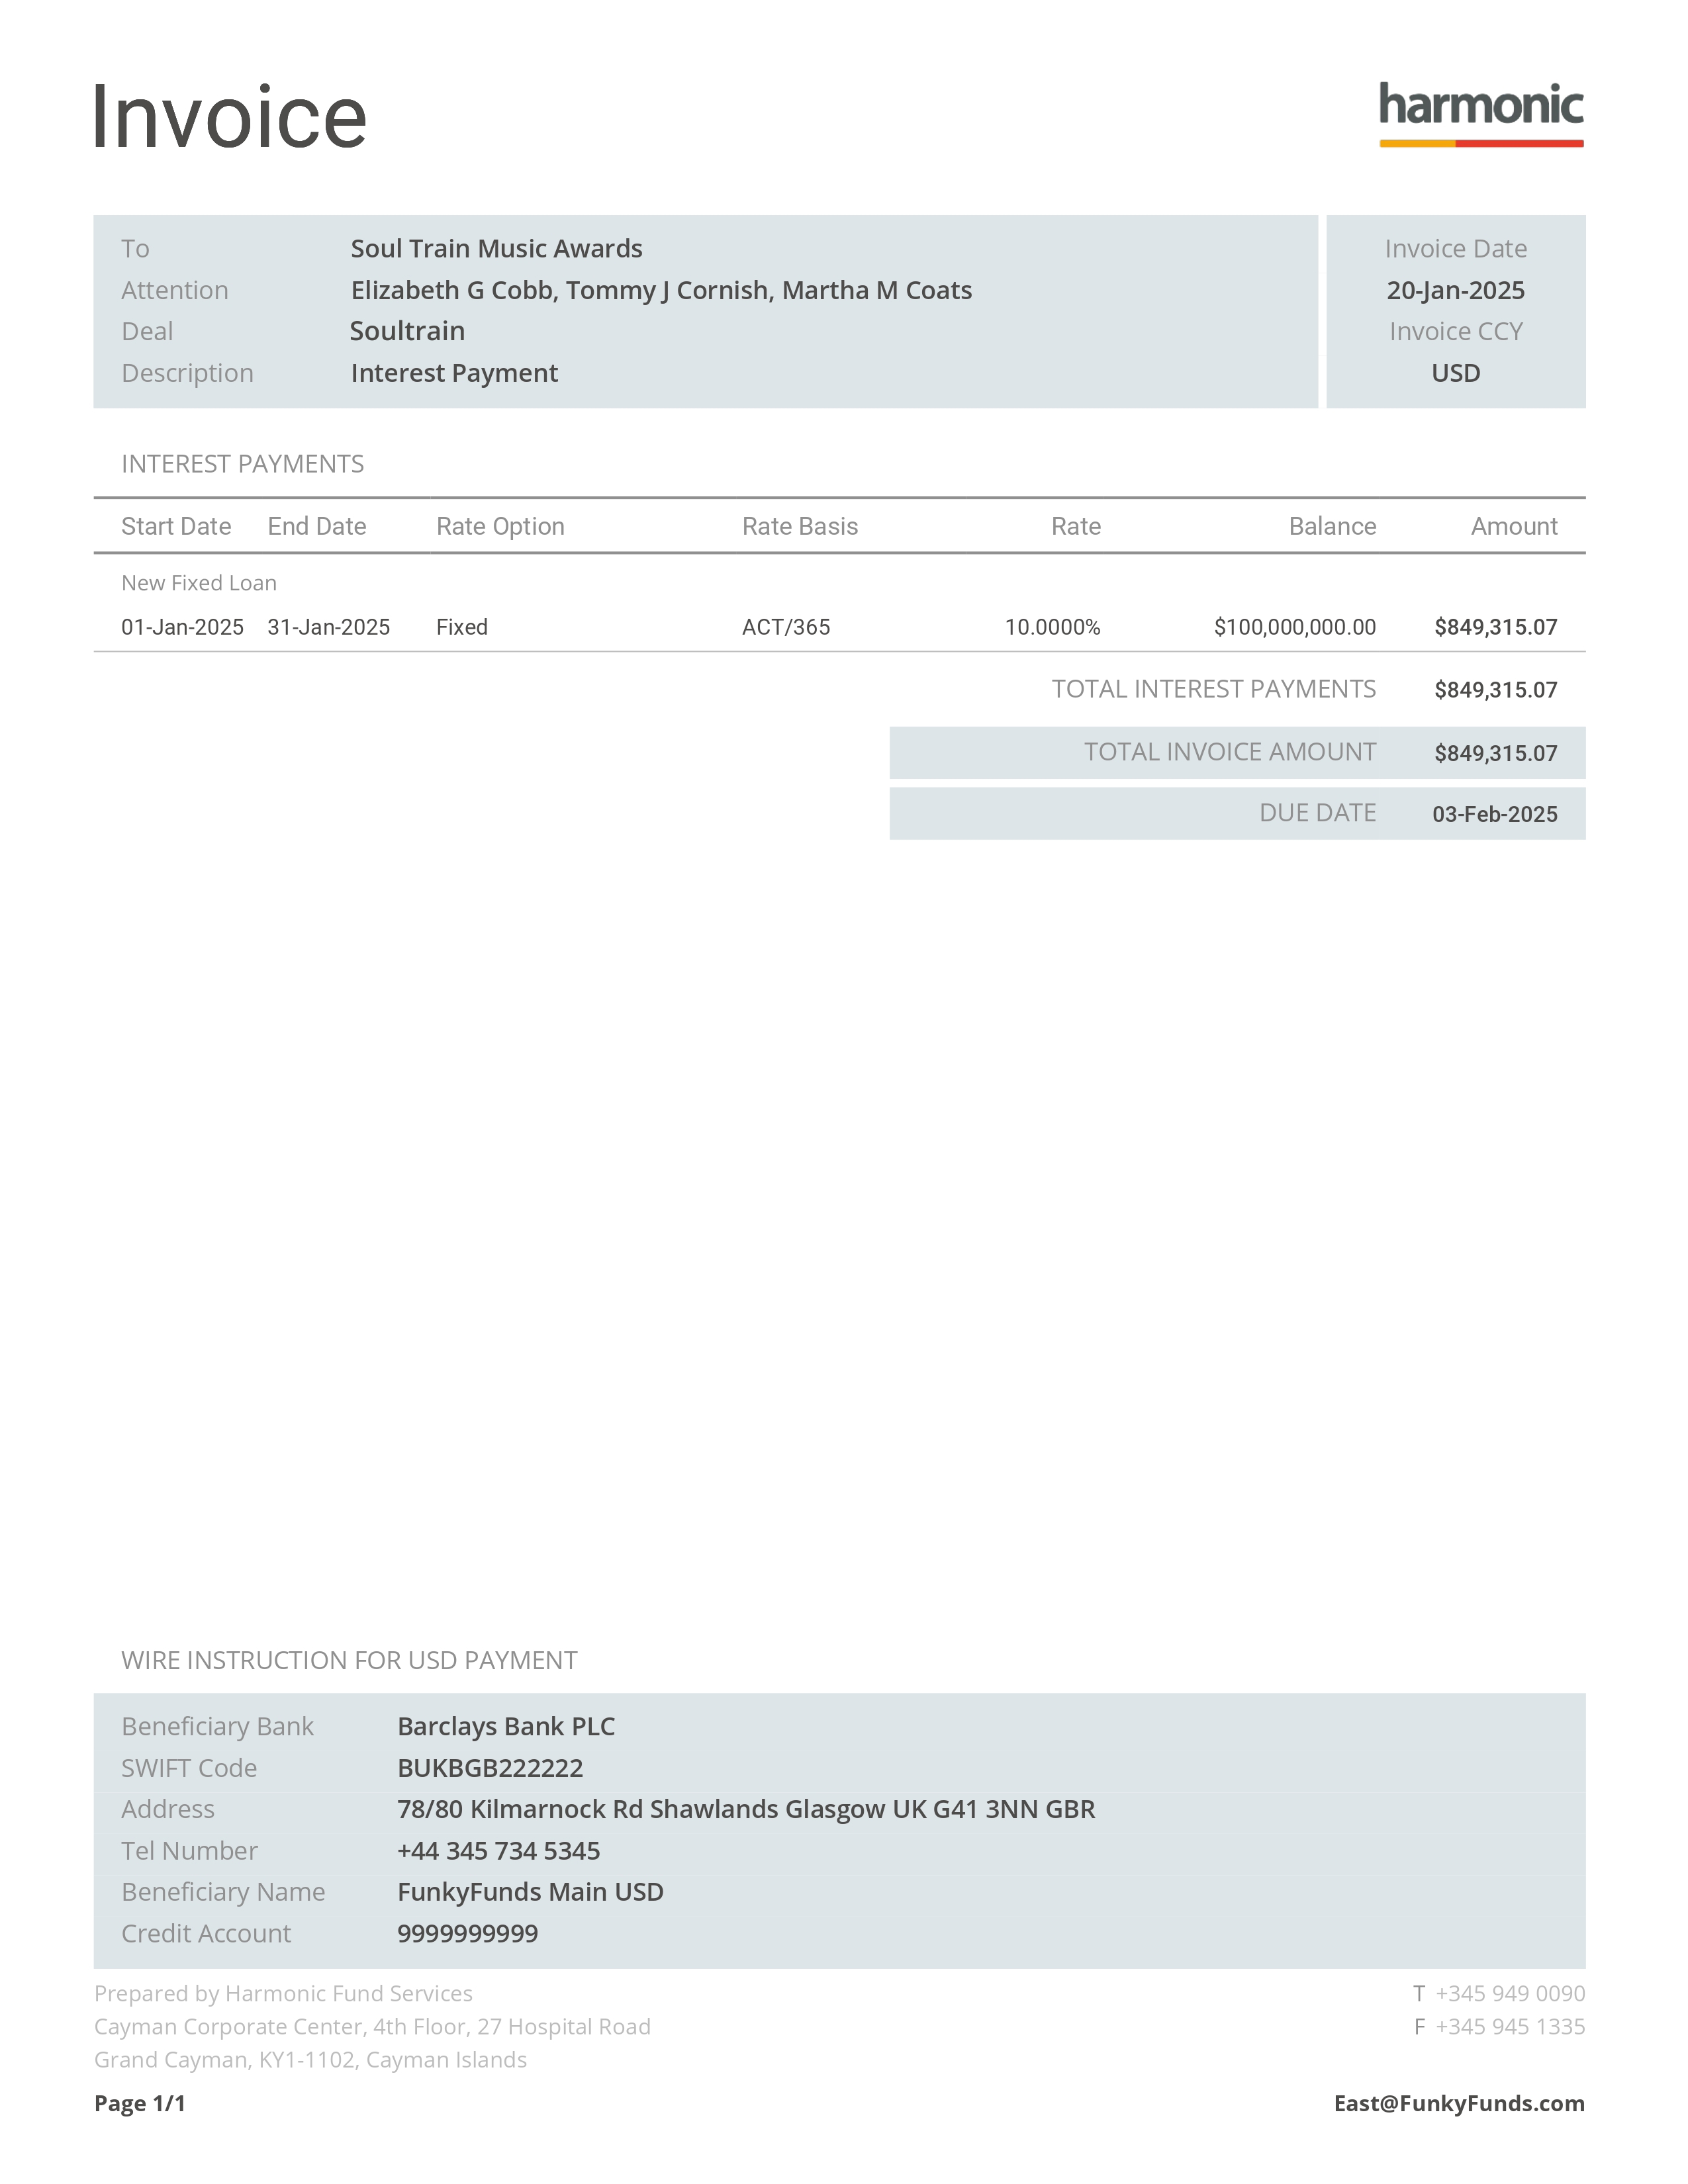 Invoice
harmonic
To Soul Train Music Awards
Attention Elizabeth G Cobb, Tommy J Cornish, Martha M Coats
Deal Soultrain
Description Interest Payment
Invoice Date
20-Jan-2025
Invoice CCY
USD
INTEREST PAYMENTS
Start Date End Date Rate Option Rate Basis Rate Balance Amount
New Fixed Loan
01-Jan-2025 31-Jan-2025 Fixed ACT/365 10.0000% $100,000,000.00 $849,315.07
TOTAL INTEREST PAYMENTS $849,315.07
TOTAL INVOICE AMOUNT $849,315.07
DUE DATE 03-Feb-2025
WIRE INSTRUCTION FOR USD PAYMENT
Beneficiary Bank Barclays Bank PLC
SWIFT Code BUKBGB222222
Address 78/80 Kilmarnock Rd Shawlands Glasgow UK G41 3NN GBR
Tel Number +44 345 734 5345
Beneficiary Name FunkyFunds Main USD
Credit Account 9999999999
Prepared by Harmonic Fund Services T +345 949 0090
Cayman Corporate Center, 4th Floor, 27 Hospital Road F +345 945 1335
Grand Cayman, KY1-1102, Cayman Islands
Page 1/1 East@FunkyFunds.com